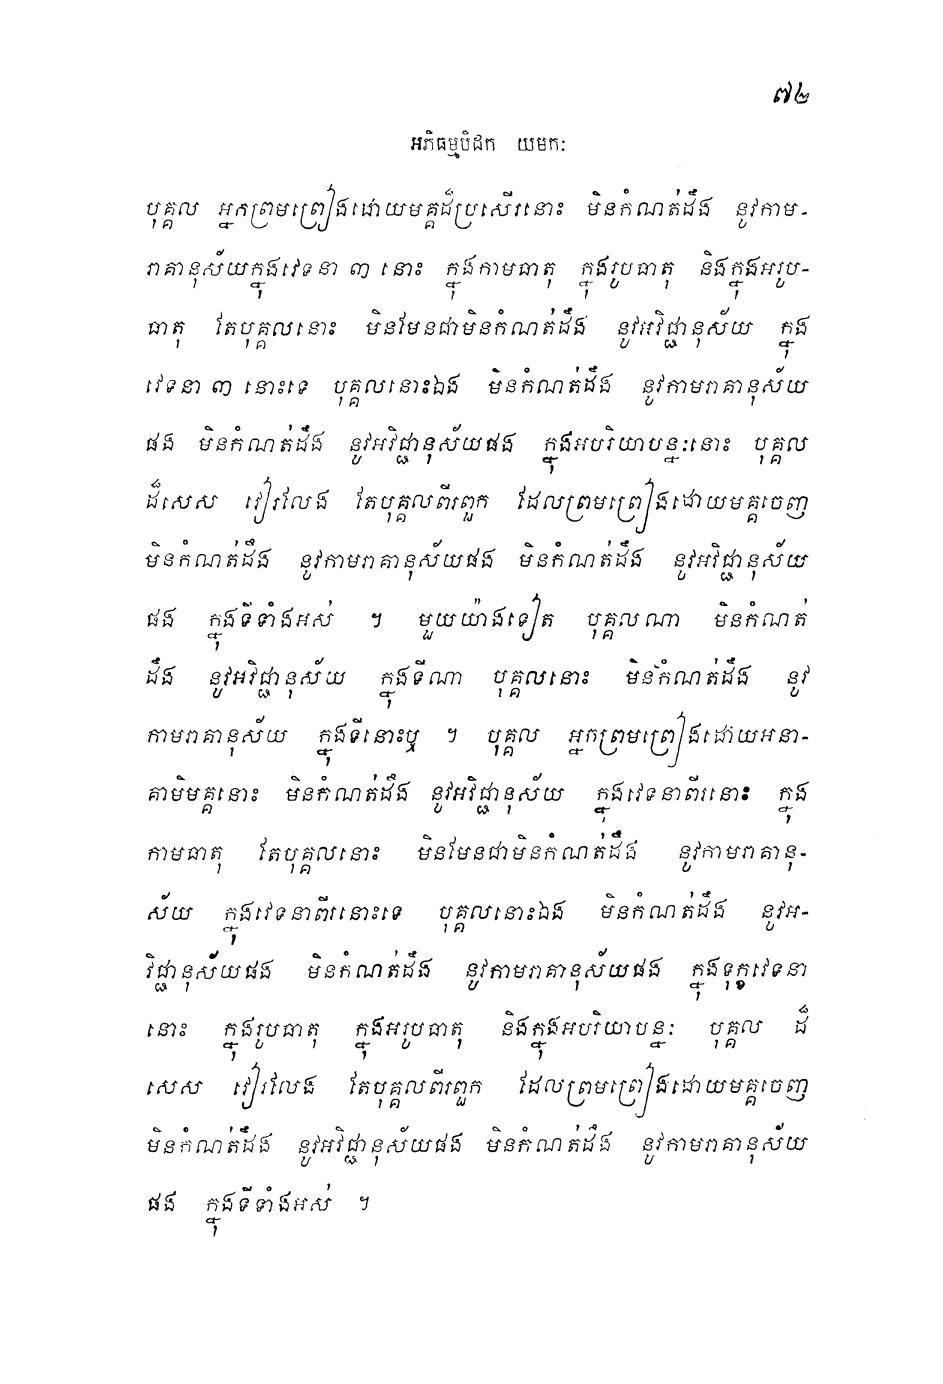 ៧២
អភិធម្មបិដក យមកៈ
បុគ្គល អ្នកព្រមព្រៀងដោយមគ្គដ៏ប្រសើរនោះ មិនកំណត់ដឹង នូវកាម-
រាគានុស័យក្នុងវេទនា ៣ នោះ ក្នុងកាមធាតុ ក្នុងរូបធាតុ និងក្នុងអរូប-
ធាតុ តែបុគ្គលនោះ មិនមែនជាមិនកំណត់ដឹង នូវអវិជ្ជានុស័យ ក្នុង
វេទនា ៣ នោះទេ បុគ្គលនោះឯង មិនកំណត់ដឹង នូវកាមរាគានុស័យ
ផង មិនកំណត់ដឹង នូវអវិជ្ជានុស័យផង ក្នុងអបរិយាបន្នៈនោះ បុគ្គល
ដ៏សេស វៀរលែង តែបុគ្គលពីរពួក ដែលព្រមព្រៀងដោយមគ្គចេញ
មិនកំណត់ដឹង នូវកាមរាគានុស័យផង មិនកំណត់ដឹង នូវអវិជ្ជានុស័យ
ផង ក្នុងទីទាំងអស់ ។ មួយយ៉ាងទៀត បុគ្គលណា មិនកំណត់
ដឹង នូវអវិជ្ជានុស័យ ក្នុងទីណា បុគ្គលនោះ មិនកំណត់ដឹង នូវ
កាមរាគានុស័យ ក្នុងទីនោះឬ ។ បុគ្គល អ្នកព្រមព្រៀងដោយអនា-
គាមិមគ្គនោះ មិនកំណត់ដឹង នូវអវិជ្ជានុស័យ ក្នុងវេទនាពីរនោះ ក្នុង
កាមធាតុ តែបុគ្គលនោះ មិនមែនជាមិនកំណត់ដឹង នូវកាមរាគានុ-
ស័យ ក្នុងវេទនាពីរនោះទេ បុគ្គលនោះឯង មិនកំណត់ដឹង នូវអ-
វិជ្ជានុស័យផង មិនកំណត់ដឹង នូវកាមរាគានុស័យផង ក្នុងទុក្ខវេទនា
នោះ ក្នុងរូបធាតុ ក្នុងអរូបធាតុ និងក្នុងអបរិយាបន្នៈ បុគ្គល ដ៏
សេស វៀរលែង តែបុគ្គលពីរពួក ដែលព្រមព្រៀងដោយមគ្គចេញ
មិនកំណត់ដឹង នូវអវិជ្ជានុស័យផង មិនកំណត់ដឹង នូវកាមរាគានុស័យ
ផង ក្នុងទីទាំងអស់ ។